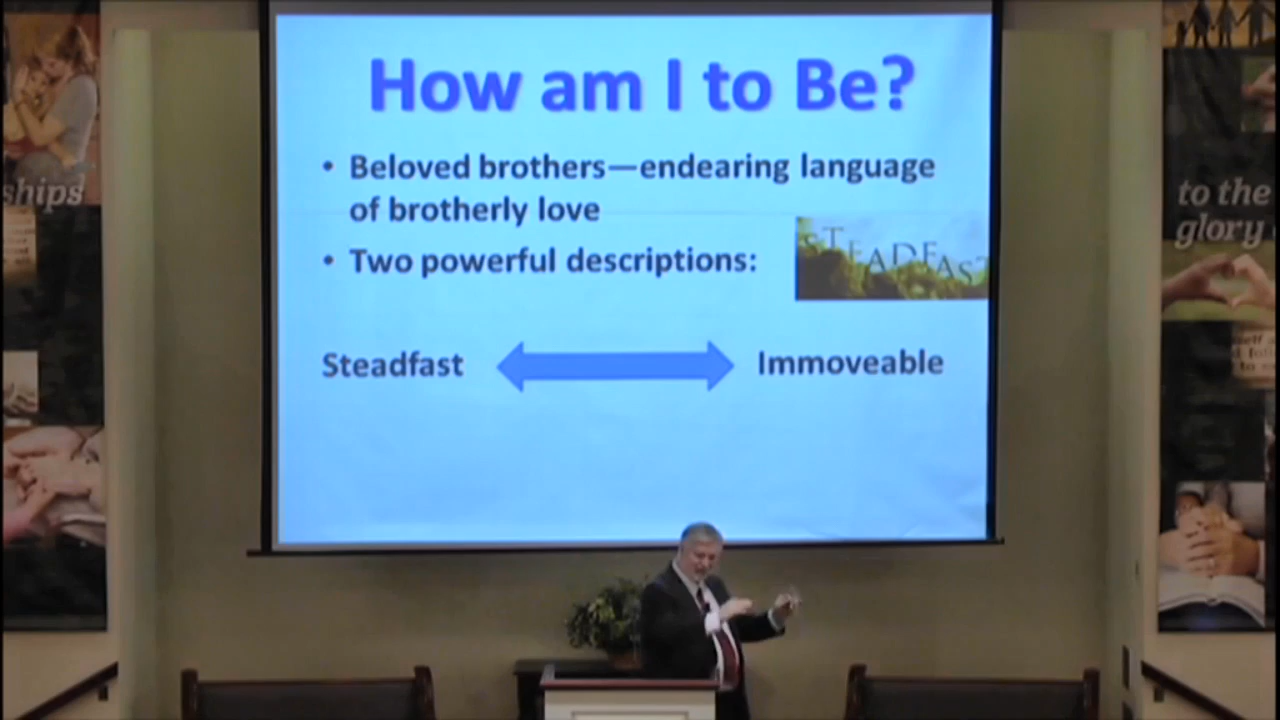 How am I to Be?
• Beloved brothers—endearing language
of brotherly love
• Two powerful descriptions:
STEADFAST
Steadfast
Immoveable
ships
to the
glory